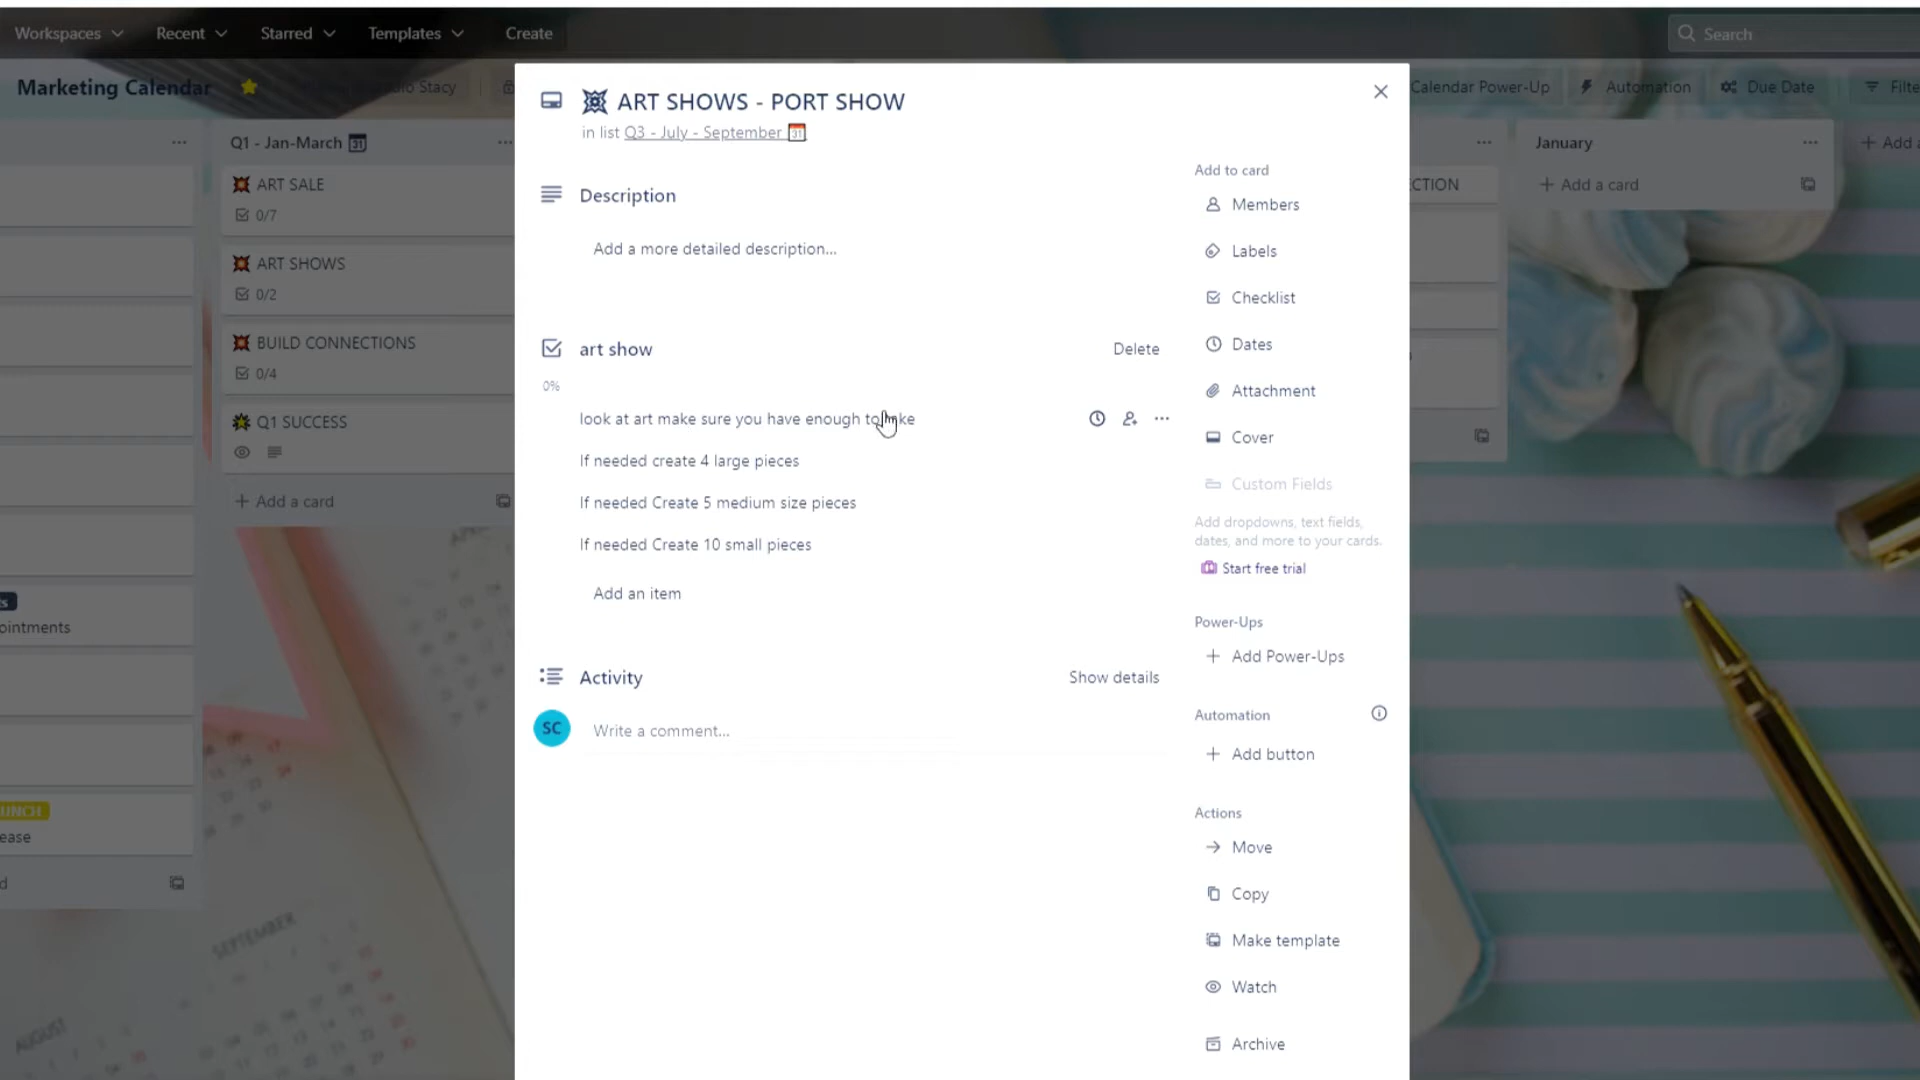 Workspaces
Recent
Starred
Templates
Create
Search
Marketing Calendar
Stacy
Calendar Power-Up
Automation
Due Date
Filte
Q1 - Jan-March
ART SALE
0/7
ART SHOWS
0/2
BUILD CONNECTIONS
0/4
Q1 SUCCESS
+ Add a card
ointments
UNCH
ease
ART SHOWS - PORT SHOW
in list Q3 - July - September
Description
Add a more detailed description...
art show
Delete
0%
look at art make sure you have enough to
If needed create 4 large pieces
If needed Create 5 medium size pieces
If needed Create 10 small pieces
Add an item
Activity
Show details
SC
Write a comment...
Add to card
Members
Labels
Checklist
Dates
Attachment
Cover
Custom Fields
Add dropdowns, text fields,
dates, and more to your cards.
Start free trial
Power-Ups
+ Add Power-Ups
Automation
+ Add button
Actions
Move
Copy
Make template
Watch
Archive
CTION
January
+ Add a card
+ Add a
SEPTEMBER
AUGUST